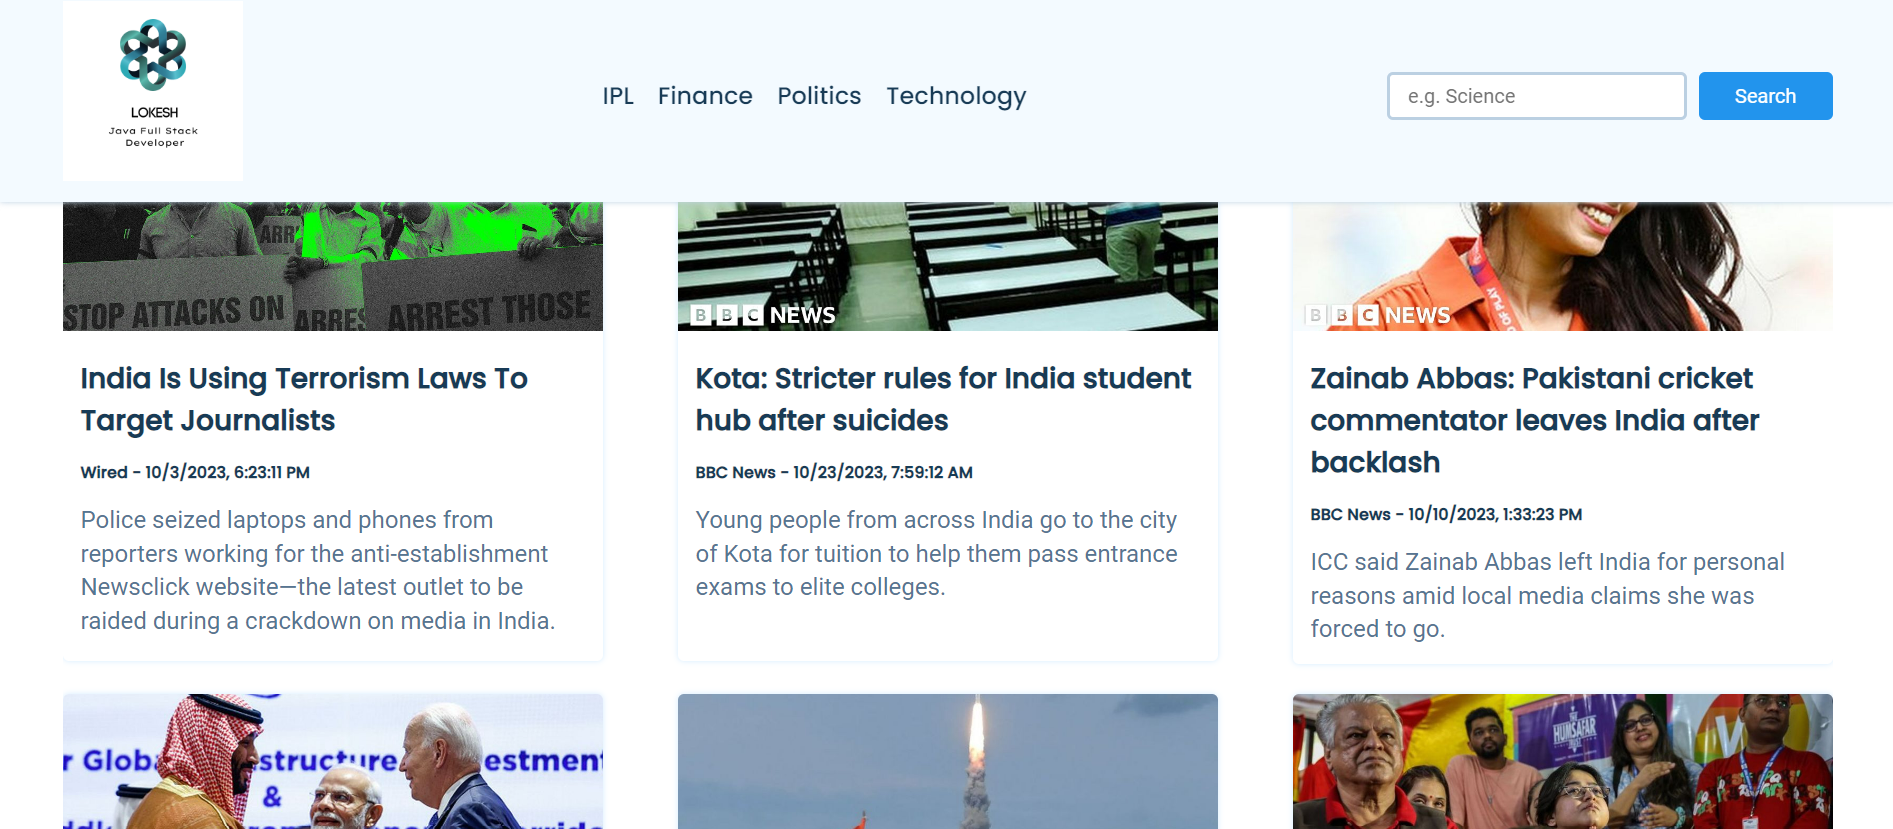 LOKESH
Java Full Stack
Developer
IPL Finance Politics Technology
e.g. Science
Search
STOP ATTACKS ON
ARREST THOSE
BBC NEWS
BBC NEWS
India Is Using Terrorism Laws To
Target Journalists
Wired - 10/3/2023, 6:23:11 PM
Police seized laptops and phones from
reporters working for the anti-establishment
Newsclick website—the latest outlet to be
raided during a crackdown on media in India.
Kota: Stricter rules for India student
hub after suicides
BBC News - 10/23/2023, 7:59:12 AM
Young people from across India go to the city
of Kota for tuition to help them pass entrance
exams to elite colleges.
Zainab Abbas: Pakistani cricket
commentator leaves India after
backlash
BBC News - 10/10/2023, 1:33:23 PM
ICC said Zainab Abbas left India for personal
reasons amid local media claims she was
forced to go.
&
THE
HUMSAFAR
TRUST